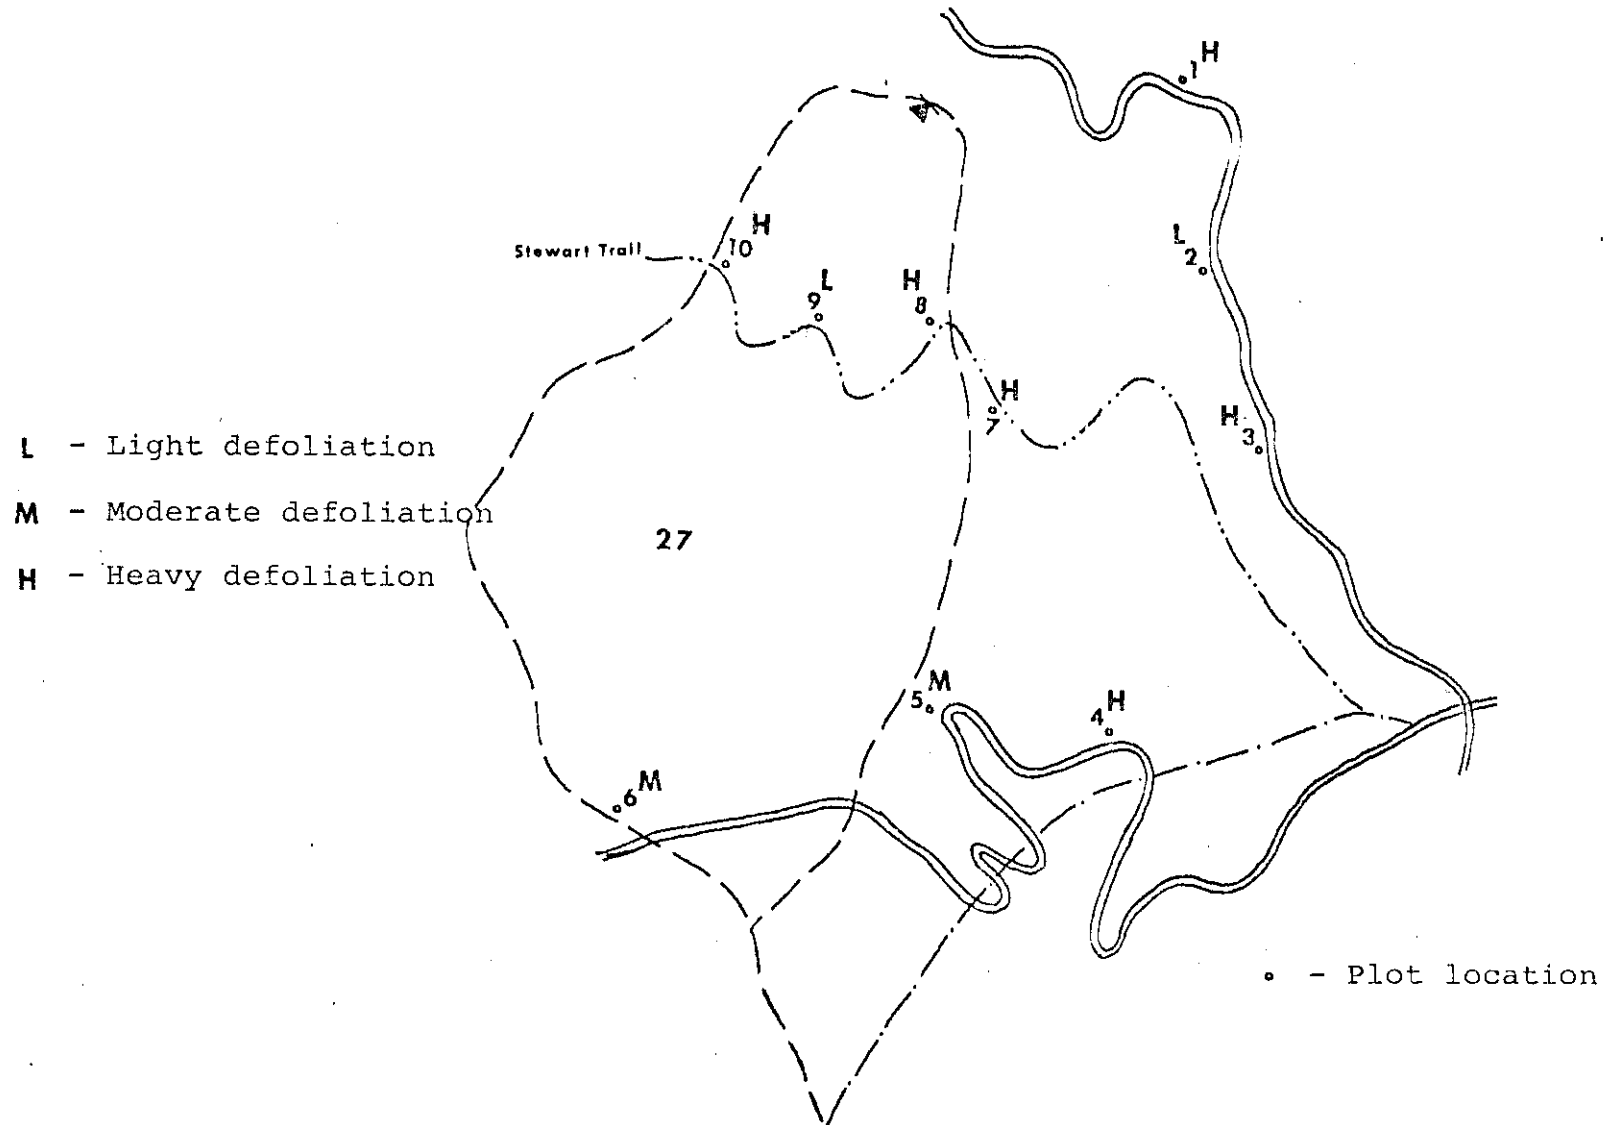 1 H
H
10
Stewart Trail
L
2
L
9
H
8
H
7
H
3
L - Light defoliation
M - Moderate defoliation
H - Heavy defoliation
27
M
5
H
4
M
6
- Plot location